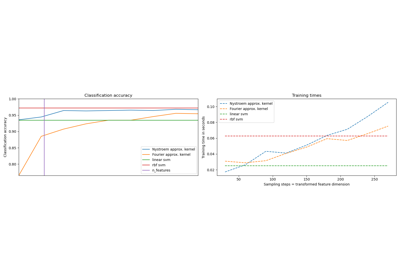 Classification accuracy
1.00
0.95
0.90
0.85
0.80
Classification accuracy
Nystroem approx. kernel
Fourier approx. kernel
linear svm
rbf svm
n_features
Training times
0.10
0.08
0.06
0.04
0.02
Training time in seconds
Nystroem approx. kernel
Fourier approx. kernel
linear svm
rbf svm
50
100
150
200
250
Sampling steps = transformed feature dimension